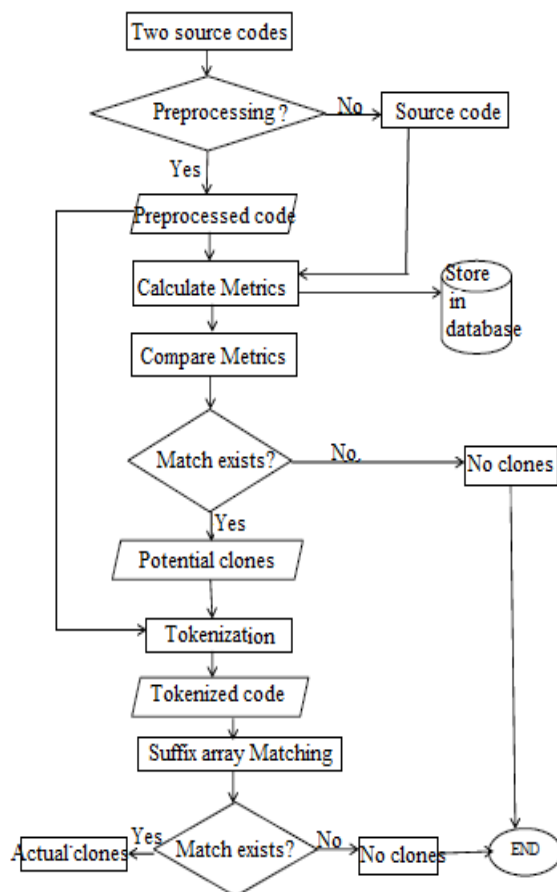 Two source codes
Preprocessing ?
No
Source code
Yes
Preprocessed code
Calculate Metrics
Store
in
database
Compare Metrics
Match exists?
No
No clones
Yes
Potential clones
Tokenization
Tokenized code
Suffix array Matching
Actual clones
Yes
Match exists?
No
No clones
END